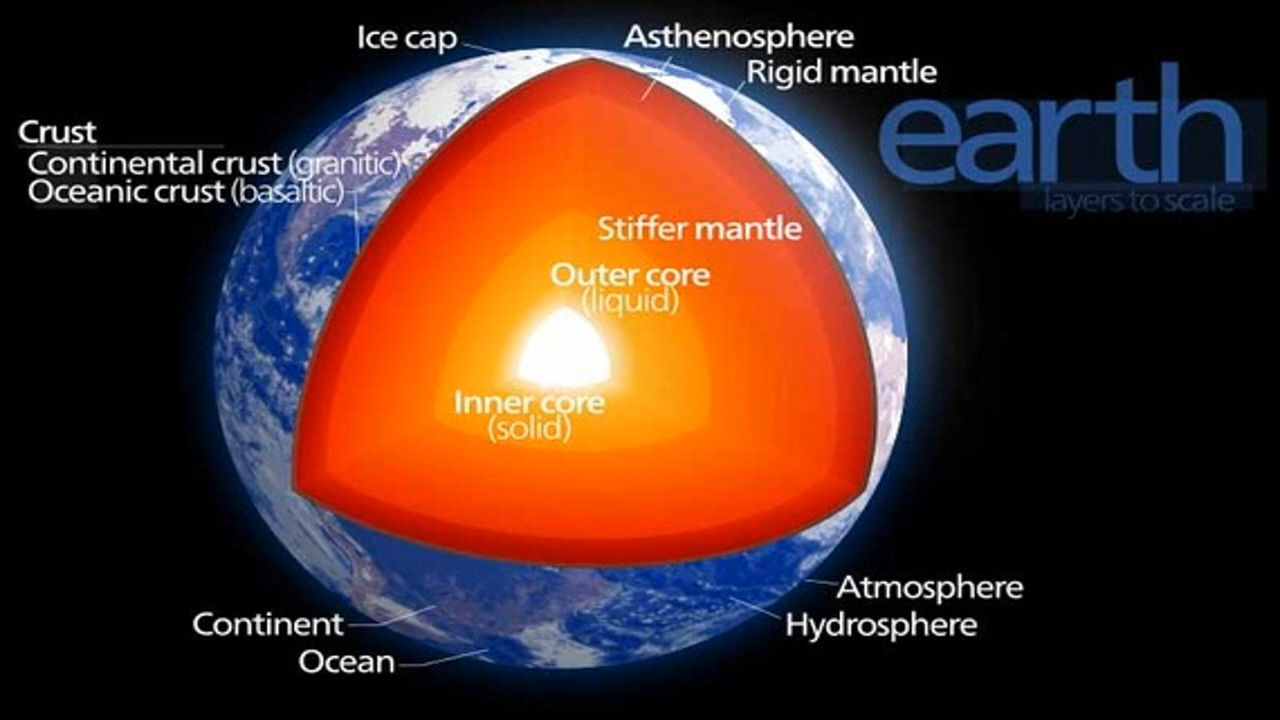 Ice cap
Asthenosphere
Rigid mantle
earth
layers to scale
Crust
Continental crust (granitic)
Oceanic crust (basaltic)
Stiffer mantle
Outer core
(liquid)
Inner core
(solid)
Atmosphere
Hydrosphere
Continent
Ocean